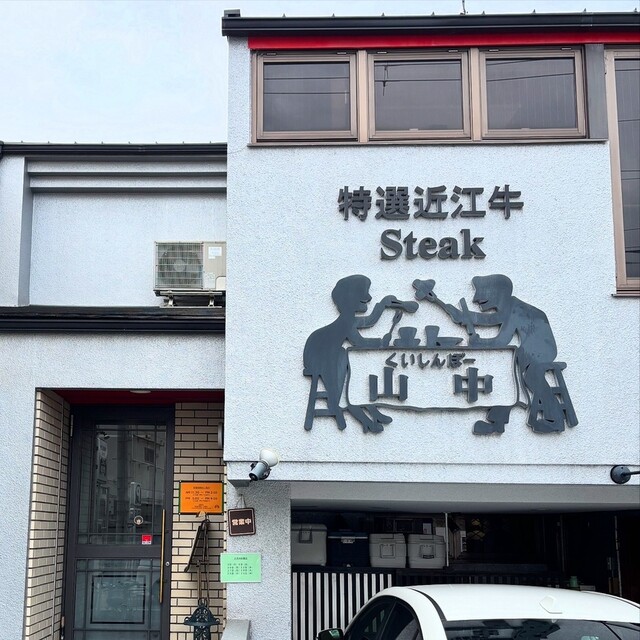 特選近江牛
Steak
くいしんぼー
山中
営業中